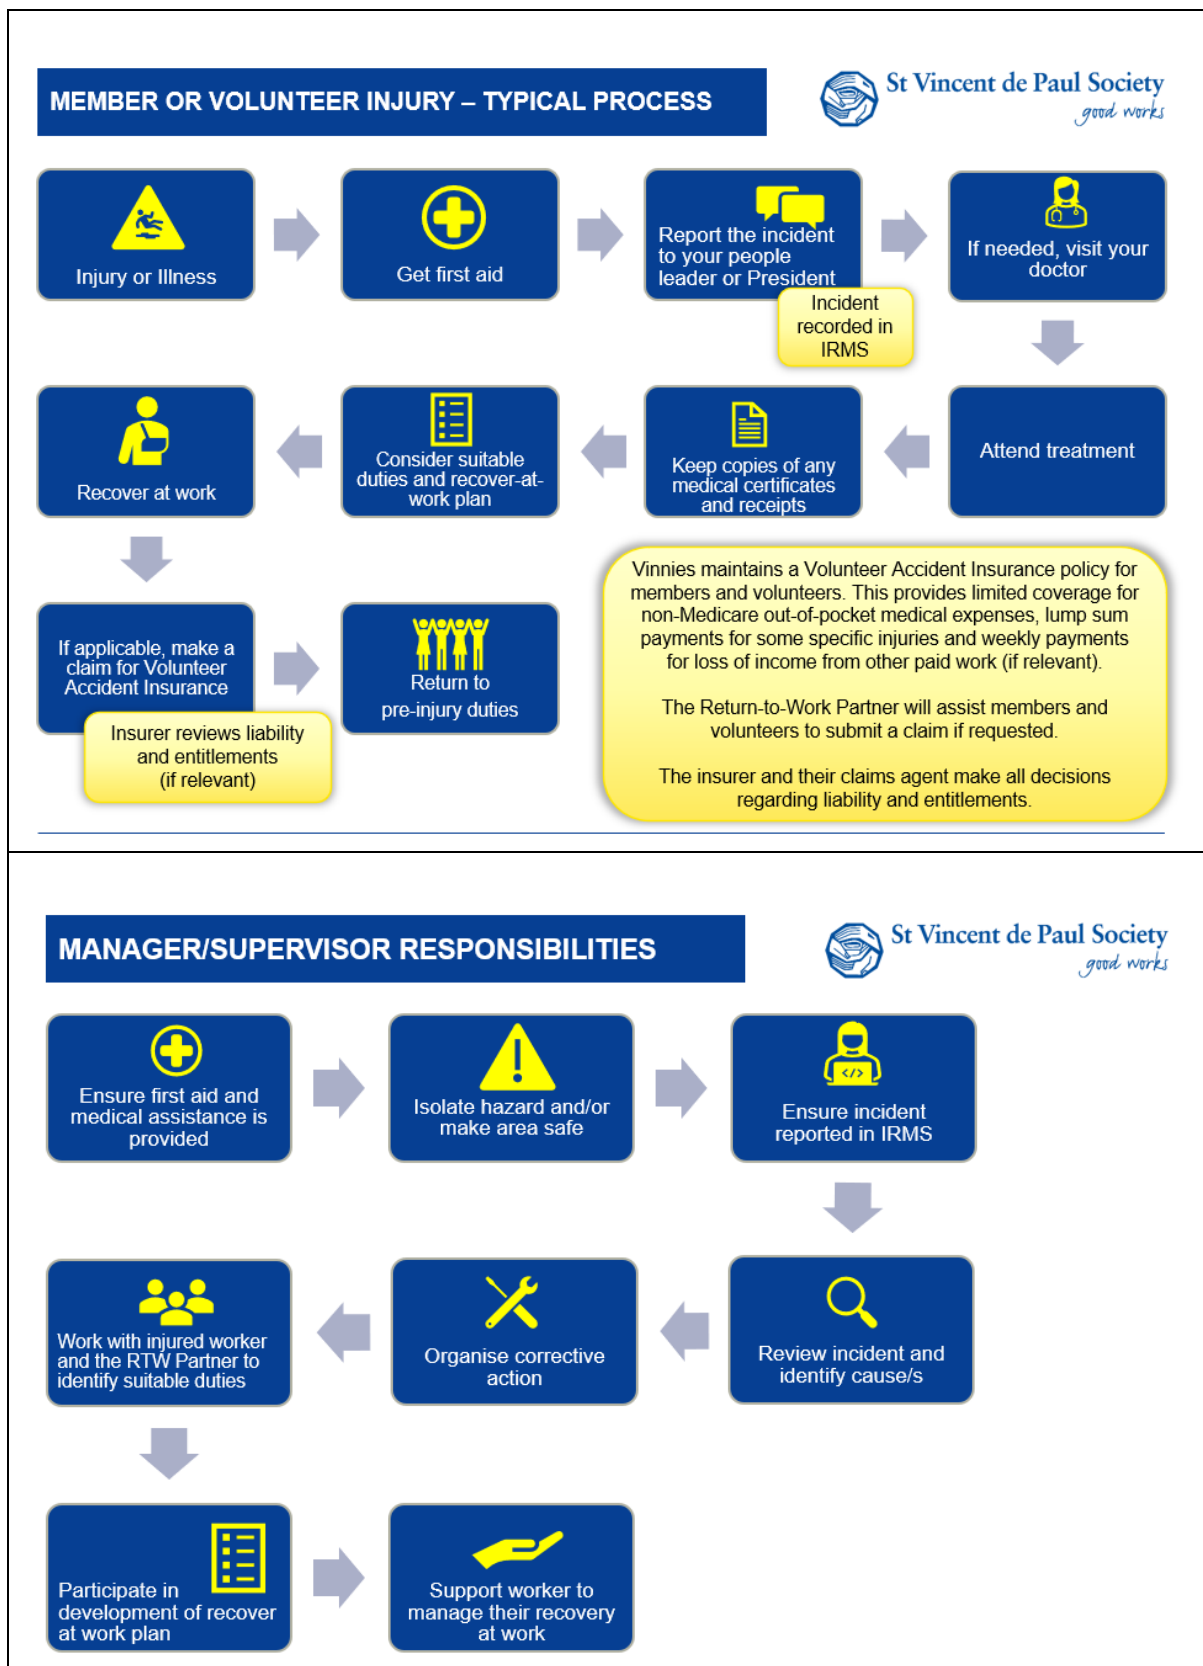 MEMBER OR VOLUNTEER INJURY – TYPICAL PROCESS
St Vincent de Paul Society
good works
Injury or Illness
Get first aid
Report the incident
to your people
leader or President
Incident
recorded in
IRMS
If needed, visit your
doctor
Attend treatment
Keep copies of any
medical certificates
and receipts
Consider suitable
duties and recover-at-
work plan
Recover at work
If applicable, make a
claim for Volunteer
Accident Insurance
Insurer reviews liability
and entitlements
(if relevant)
Return to
pre-injury duties
Vinnies maintains a Volunteer Accident Insurance policy for
members and volunteers. This provides limited coverage for
non-Medicare out-of-pocket medical expenses, lump sum
payments for some specific injuries and weekly payments
for loss of income from other paid work (if relevant).
The Return-to-Work Partner will assist members and
volunteers to submit a claim if requested.
The insurer and their claims agent make all decisions
regarding liability and entitlements.
MANAGER/SUPERVISOR RESPONSIBILITIES
St Vincent de Paul Society
good works
Ensure first aid and
medical assistance is
provided
Isolate hazard and/or
make area safe
</>
Ensure incident
reported in IRMS
Review incident and
identify cause/s
Organise corrective
action
Work with injured worker
and the RTW Partner to
identify suitable duties
Participate in
development of recover
at work plan
Support worker to
manage their recovery
at work